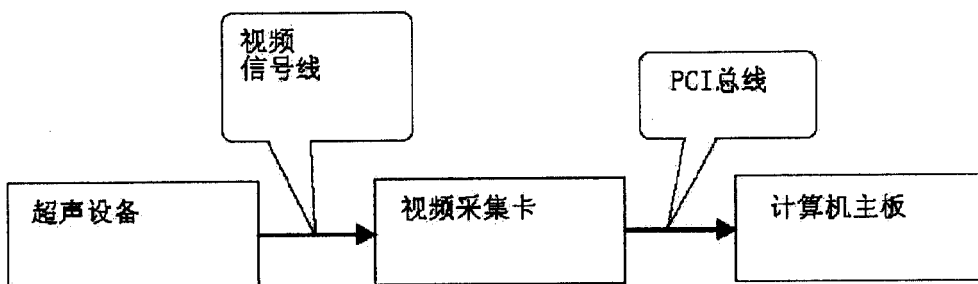 视频
信号线
PCI总线
超声设备
视频采集卡
计算机主板